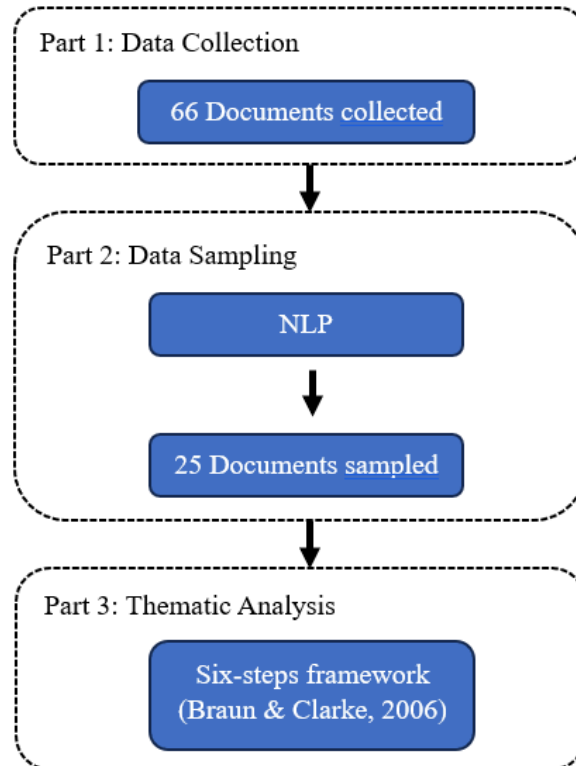 Part 1: Data Collection
66 Documents collected
Part 2: Data Sampling
NLP
25 Documents sampled
Part 3: Thematic Analysis
Six-steps framework
(Braun & Clarke, 2006)